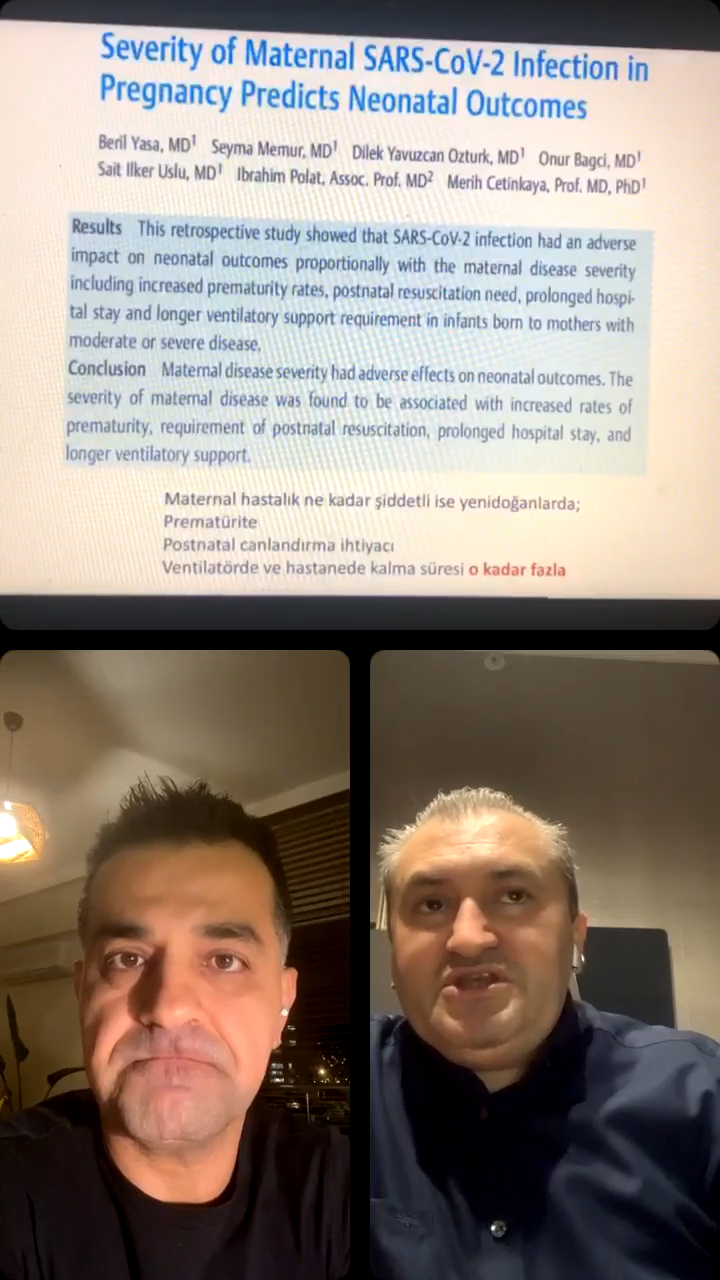 Severity of Maternal SARS-CoV-2 Infection in
Pregnancy Predicts Neonatal Outcomes
Beril Yasa, MD¹ Seyma Memur, MD¹ Dilek Yavuzcan Ozturk, MD¹ Onur Bagci, MD¹
Sait Ilker Uslu, MD¹ Ibrahim Polat, Assoc. Prof. MD² Merih Cetinkaya, Prof. MD, PhD¹
Results This retrospective study showed that SARS-CoV-2 infection had an adverse
impact on neonatal outcomes proportionally with the maternal disease severity
including increased prematurity rates, postnatal resuscitation need, prolonged hospi-
tal stay and longer ventilatory support requirement in infants born to mothers with
moderate or severe disease.
Conclusion Maternal disease severity had adverse effects on neonatal outcomes. The
severity of maternal disease was found to be associated with increased rates of
prematurity, requirement of postnatal resuscitation, prolonged hospital stay, and
longer ventilatory support.
Maternal hastalık ne kadar şiddetli ise yenidoğanlarda;
Prematürite
Postnatal canlandırma ihtiyacı
Ventilatörde ve hastanede kalma süresi o kadar fazla